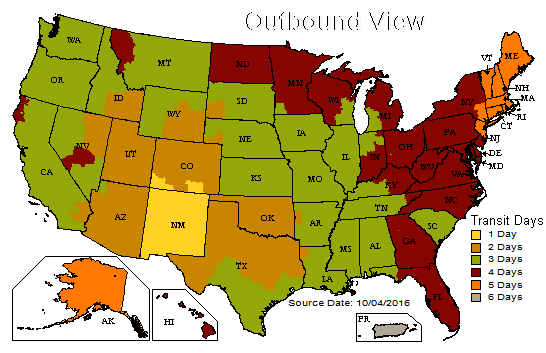 Outbound View
WA
OR
CA
NV
ID
MT
WY
UT
AZ
CO
NM
ND
SD
NE
KS
OK
TX
MN
IA
MO
AR
LA
WI
IL
MI
IN
OH
KY
TN
MS
AL
GA
FL
SC
NC
VA
WV
PA
NY
VT
ME
NH
MA
RI
CT
NJ
DE
MD
AK
HI
PR
Transit Days
1 Day
2 Days
3 Days
4 Days
5 Days
6 Days
Source Date: 10/04/2016